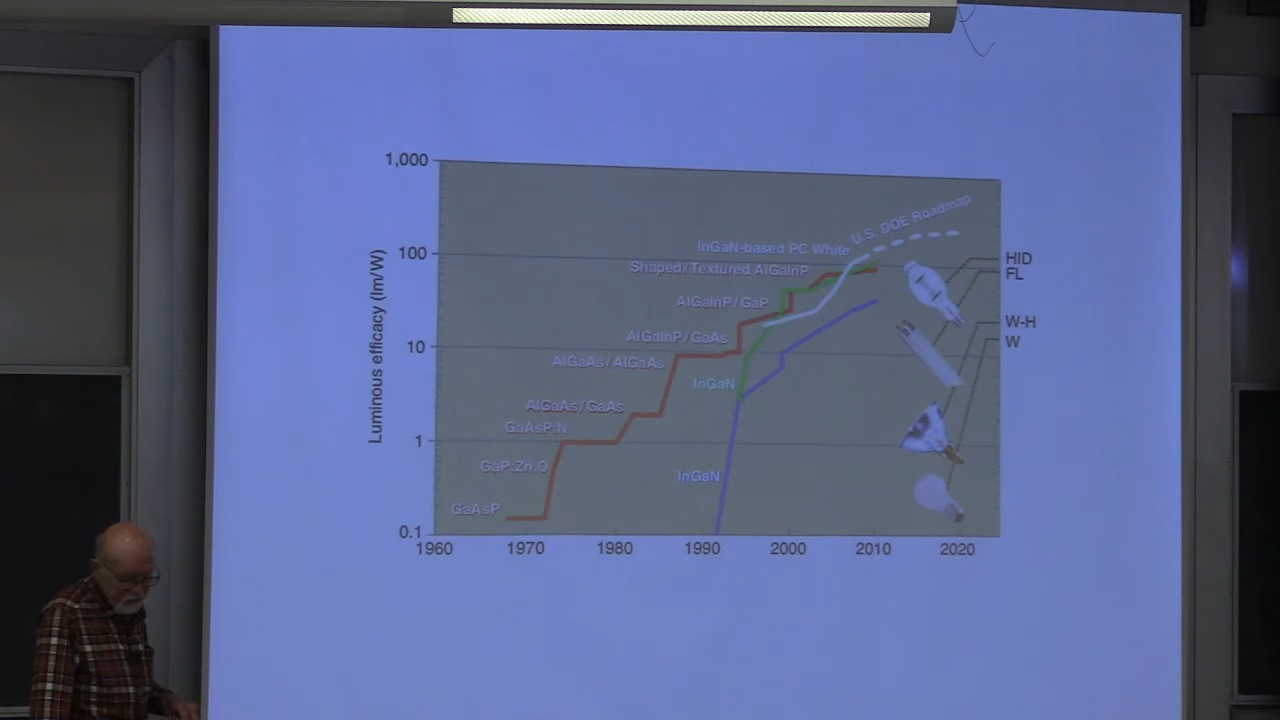 1,000
100
10
1
0.1
Luminous efficacy (lm/W)
1960 1970 1980 1990 2000 2010 2020
U.S. DOE Roadmap
InGaN-based PC White
Shaped/Textured AlGaInP
AlGaInP/GaP
AlGaInP/GaAs
AlGaAs/AlGaAs
InGaN
AlGaAs/GaAs
GaAsP:N
GaP:Zn,O
InGaN
GaAsP
HID
FL
W-H
W